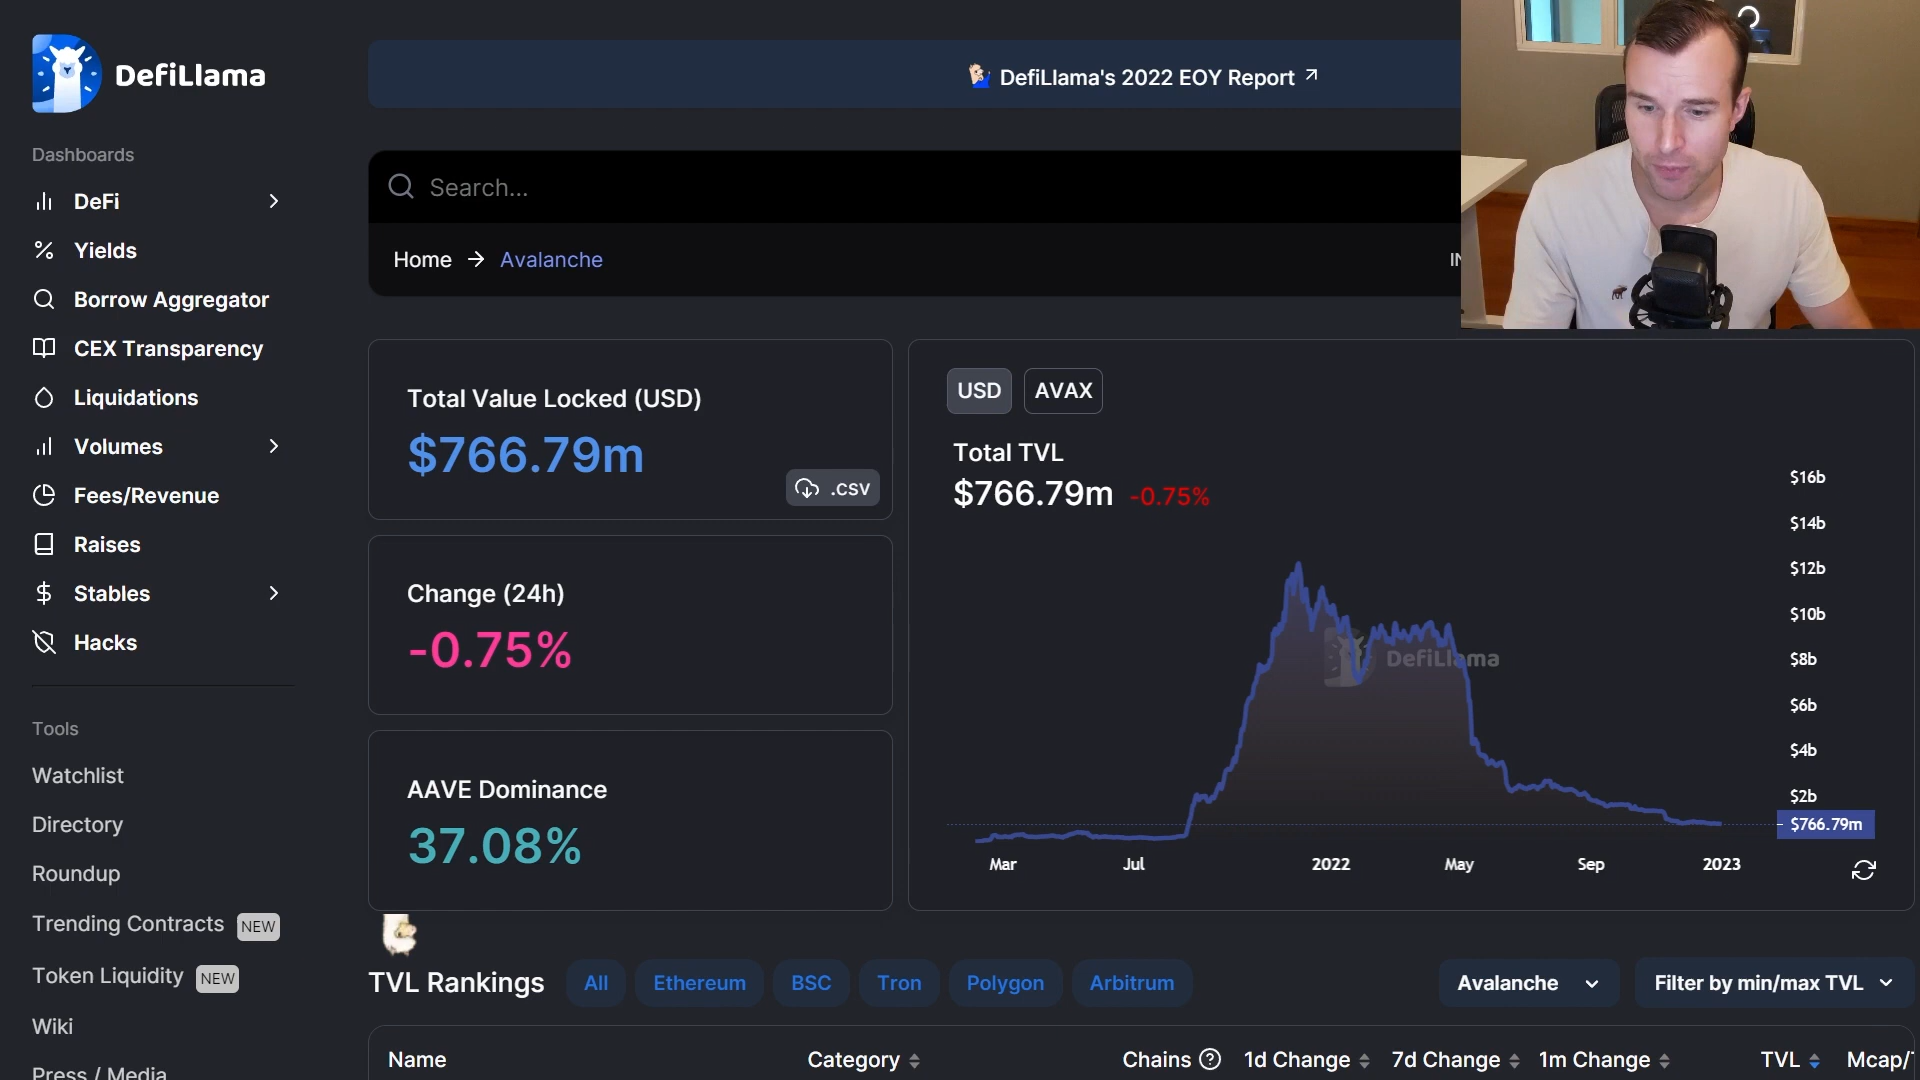 DefiLlama
Dashboards
DeFi
Yields
Borrow Aggregator
CEX Transparency
Liquidations
Volumes
Fees/Revenue
Raises
Stables
Hacks
Tools
Watchlist
Directory
Roundup
Trending Contracts NEW
Token Liquidity NEW
Wiki
Press / Media
DefiLlama's 2022 EOY Report
Search...
Home → Avalanche
Total Value Locked (USD)
$766.79m
.csv
Change (24h)
-0.75%
AAVE Dominance
37.08%
USD AVAX
Total TVL
$766.79m -0.75%
$16b
$14b
$12b
$10b
$8b
$6b
$4b
$2b
$766.79m
DefiLlama
Mar Jul 2022 May Sep 2023
TVL Rankings All Ethereum BSC Tron Polygon Arbitrum Avalanche Filter by min/max TVL
Name Category Chains 1d Change 7d Change 1m Change TVL Mcap/